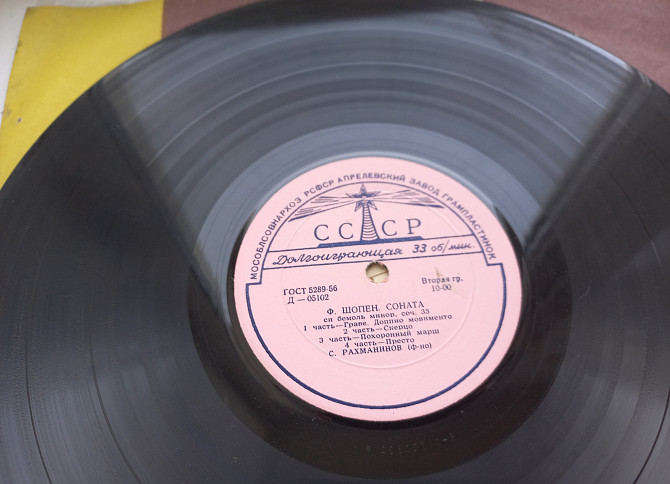 МОСОБЛСОВНАРХОЗ РСФСР АПРЕЛЕВСКИЙ ЗАВОД ГРАМПЛАСТИНОК
СССР
Долгоиграющая 33 об/мин.
ГОСТ 5289-56
Д — 05102
Вторая гр.
10-00
Ф. ШОПЕН. СОНАТА
си бемоль минор, соч. 35
1 часть—Граве. Доппио мовименто
2 часть—Скерцо
3 часть—Похоронный марш
4 часть—Престо
С. РАХМАНИНОВ (ф-но)